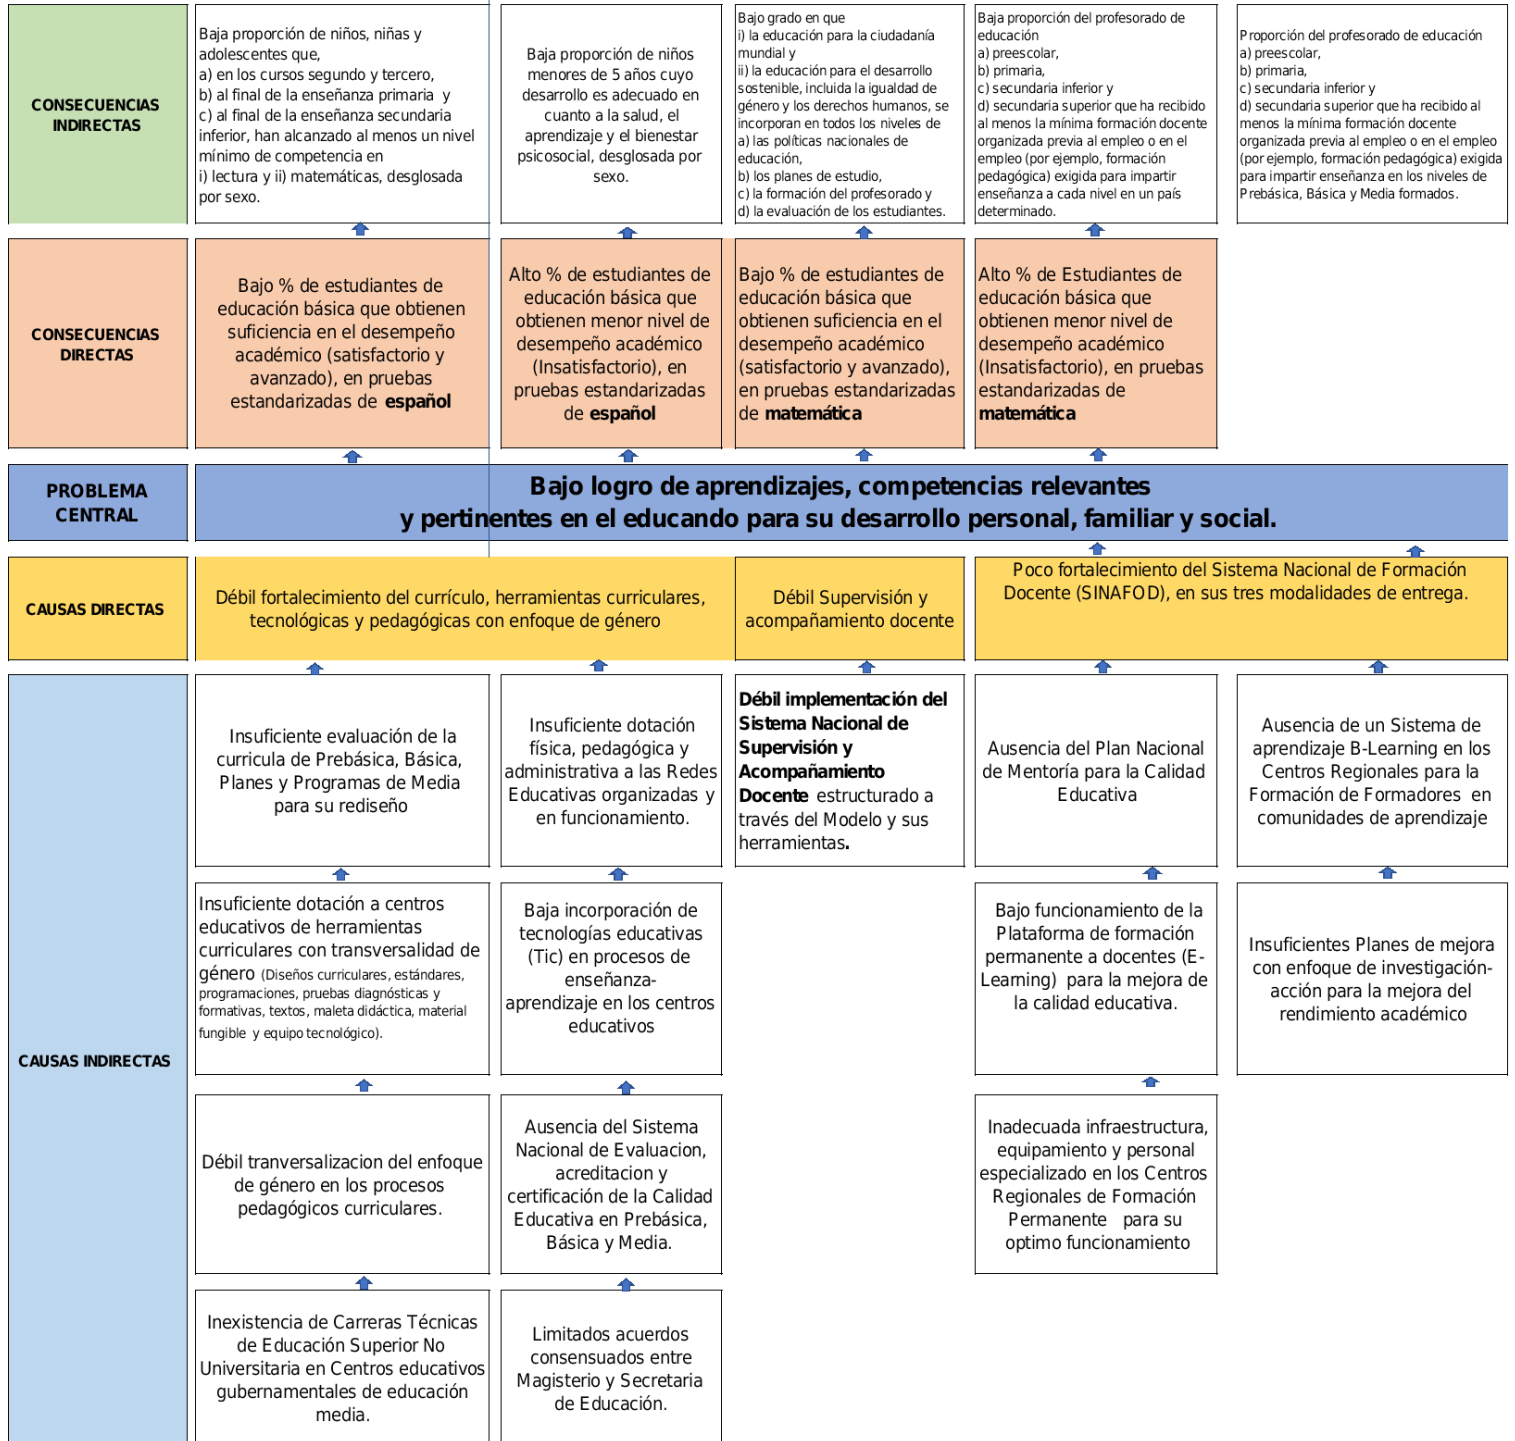 CONSECUENCIAS
INDIRECTAS
Baja proporción de niños, niñas y
adolescentes que,
a) en los cursos segundo y tercero,
b) al final de la enseñanza primaria y
c) al final de la enseñanza secundaria
inferior, han alcanzado al menos un nivel
mínimo de competencia en
i) lectura y ii) matemáticas, desglosada
por sexo.
Baja proporción de niños
menores de 5 años cuyo
desarrollo es adecuado en
cuanto a la salud, el
aprendizaje y el bienestar
psicosocial, desglosada por
sexo.
Bajo grado en que
i) la educación para la ciudadanía
mundial y
ii) la educación para el desarrollo
sostenible, incluida la igualdad de
género y los derechos humanos, se
incorporan en todos los niveles de
a) las políticas nacionales de
educación,
b) los planes de estudio,
c) la formación del profesorado y
d) la evaluación de los estudiantes.
Baja proporción del profesorado de
educación
a) preescolar,
b) primaria,
c) secundaria inferior y
d) secundaria superior que ha recibido
al menos la mínima formación docente
organizada previa al empleo o en el
empleo (por ejemplo, formación
pedagógica) exigida para impartir
enseñanza a cada nivel en un país
determinado.
Proporción del profesorado de educación
a) preescolar,
b) primaria,
c) secundaria inferior y
d) secundaria superior que ha recibido al
menos la mínima formación docente
organizada previa al empleo o en el empleo
(por ejemplo, formación pedagógica) exigida
para impartir enseñanza en los niveles de
Prebásica, Básica y Media formados.
CONSECUENCIAS
DIRECTAS
Bajo % de estudiantes de
educación básica que obtienen
suficiencia en el desempeño
académico (satisfactorio y
avanzado), en pruebas
estandarizadas de español
Alto % de estudiantes de
educación básica que
obtienen menor nivel de
desempeño académico
(Insatisfactorio), en
pruebas estandarizadas
de español
Bajo % de estudiantes de
educación básica que
obtienen suficiencia en el
desempeño académico
(satisfactorio y avanzado),
en pruebas estandarizadas
de matemática
Alto % de Estudiantes de
educación básica que
obtienen menor nivel de
desempeño académico
(Insatisfactorio), en pruebas
estandarizadas de
matemática
PROBLEMA
CENTRAL
Bajo logro de aprendizajes, competencias relevantes
y pertinentes en el educando para su desarrollo personal, familiar y social.
CAUSAS DIRECTAS
Débil fortalecimiento del currículo, herramientas curriculares,
tecnológicas y pedagógicas con enfoque de género
Débil Supervisión y
acompañamiento docente
Poco fortalecimiento del Sistema Nacional de Formación
Docente (SINAFOD), en sus tres modalidades de entrega.
CAUSAS INDIRECTAS
Insuficiente evaluación de la
curricula de Prebásica, Básica,
Planes y Programas de Media
para su rediseño
Insuficiente dotación
física, pedagógica y
administrativa a las Redes
Educativas organizadas y
en funcionamiento.
Débil implementación del
Sistema Nacional de
Supervisión y
Acompañamiento
Docente estructurado a
través del Modelo y sus
herramientas.
Ausencia del Plan Nacional
de Mentoría para la Calidad
Educativa
Ausencia de un Sistema de
aprendizaje B-Learning en los
Centros Regionales para la
Formación de Formadores en
comunidades de aprendizaje
Insuficiente dotación a centros
educativos de herramientas
curriculares con transversalidad de
género (Diseños curriculares, estándares,
programaciones, pruebas diagnósticas y
formativas, textos, maleta didáctica, material
fungible y equipo tecnológico).
Baja incorporación de
tecnologías educativas
(Tic) en procesos de
enseñanza-
aprendizaje en los centros
educativos
Bajo funcionamiento de la
Plataforma de formación
permanente a docentes (E-
Learning) para la mejora de
la calidad educativa.
Insuficientes Planes de mejora
con enfoque de investigación-
acción para la mejora del
rendimiento académico
Débil tranversalizacion del enfoque
de género en los procesos
pedagógicos curriculares.
Ausencia del Sistema
Nacional de Evaluacion,
acreditacion y
certificación de la Calidad
Educativa en Prebásica,
Básica y Media.
Inadecuada infraestructura,
equipamiento y personal
especializado en los Centros
Regionales de Formación
Permanente para su
optimo funcionamiento
Inexistencia de Carreras Técnicas
de Educación Superior No
Universitaria en Centros educativos
gubernamentales de educación
media.
Limitados acuerdos
consensuados entre
Magisterio y Secretaria
de Educación.